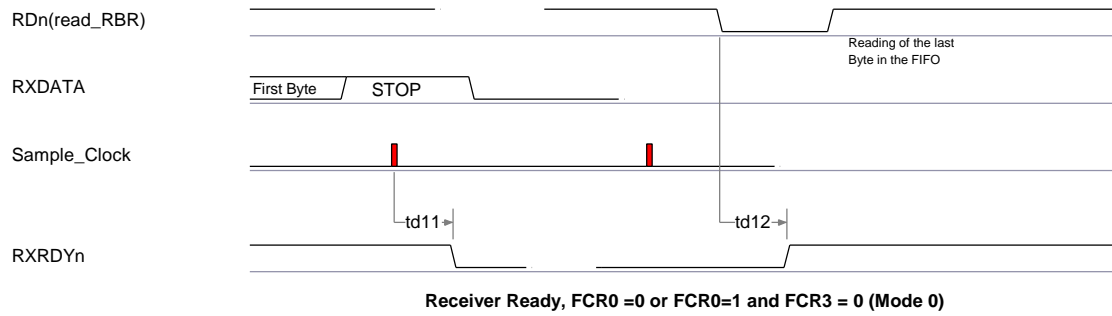 RDn(read_RBR)
Reading of the last
Byte in the FIFO
RXDATA
First Byte
STOP
Sample_Clock
td11
td12
RXRDYn
Receiver Ready, FCR0 =0 or FCR0=1 and FCR3 = 0 (Mode 0)